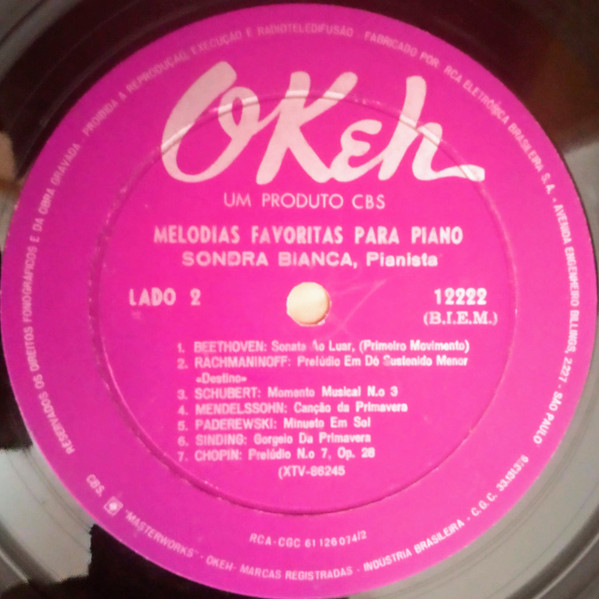 RESERVADOS OS DIREITOS FONOGRÁFICOS E DA OBRA GRAVADA · PROIBIDA A REPRODUÇÃO, EXECUÇÃO E RADIOTELEDIFUSÃO · FABRICADO POR: RCA ELETRÔNICA BRASILEIRA S.A. - AVENIDA ENGENHEIRO BILLINGS, 2.227 - SÃO PAULO
OKeh
UM PRODUTO CBS
MELODIAS FAVORITAS PARA PIANO
SONDRA BIANCA, Pianista
LADO 2
12222
(B.I.E.M.)
1. BEETHOVEN: Sonata Ao Luar, (Primeiro Movimento)
2. RACHMANINOFF: Prelúdio Em Dó Sustenido Menor
«Destino»
3. SCHUBERT: Momento Musical N.o 3
4. MENDELSSOHN: Canção da Primavera
5. PADEREWSKI: Minueto Em Sol
6. SINDING: Gorgeio Da Primavera
7. CHOPIN: Prelúdio N.o 7, Op. 28
(XTV-86245
RCA-CGC 61 126 074/2
CBS, "MASTERWORKS" - OKEH - MARCAS REGISTRADAS - INDÚSTRIA BRASILEIRA - C.G.C.